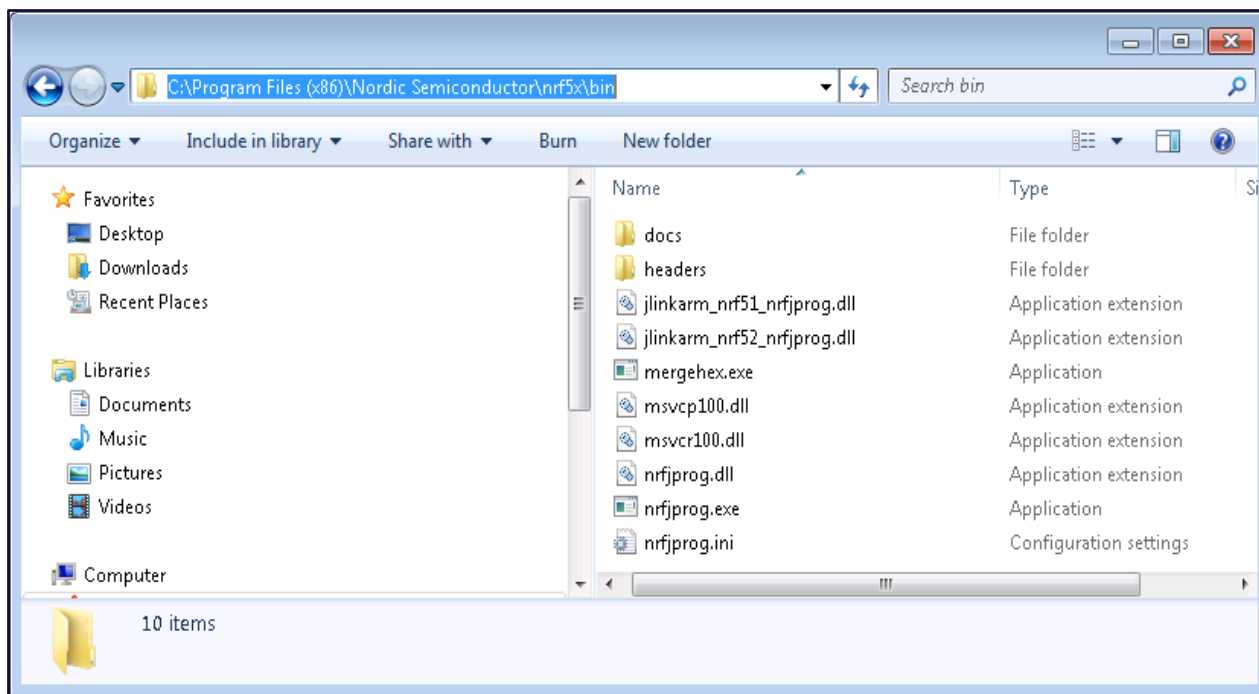 C:\Program Files (x86)\Nordic Semiconductor\nrf5x\bin
Search bin
Organize
Include in library
Share with
Burn
New folder
Favorites
Desktop
Downloads
Recent Places
Libraries
Documents
Music
Pictures
Videos
Computer
Name Type Si
docs File folder
headers File folder
jlinkarm_nrf51_nrfjprog.dll Application extension
jlinkarm_nrf52_nrfjprog.dll Application extension
mergehex.exe Application
msvcp100.dll Application extension
msvcr100.dll Application extension
nrfjprog.dll Application extension
nrfjprog.exe Application
nrfjprog.ini Configuration settings
10 items